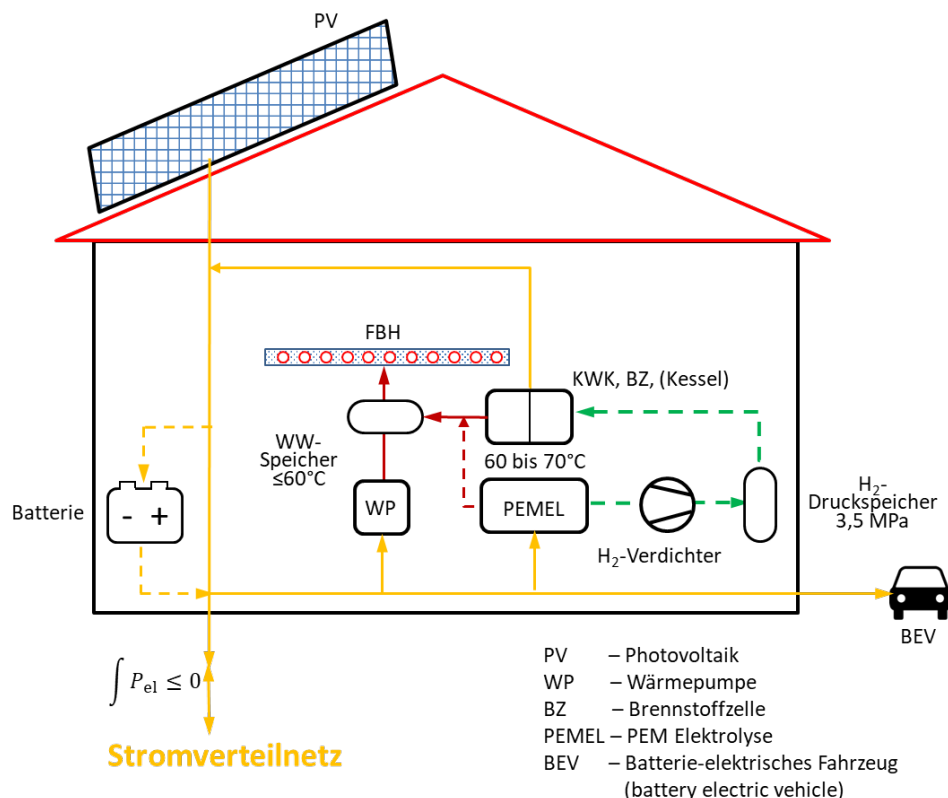 PV
FBH
KWK, BZ, (Kessel)
WW-
Speicher
≤60°C
60 bis 70°C
Batterie
- +
WP
PEMEL
H₂-
Druckspeicher
3,5 MPa
H₂-Verdichter
BEV
∫ Pel ≤ 0
Stromverteilnetz
PV – Photovoltaik
WP – Wärmepumpe
BZ – Brennstoffzelle
PEMEL – PEM Elektrolyse
BEV – Batterie-elektrisches Fahrzeug
(battery electric vehicle)